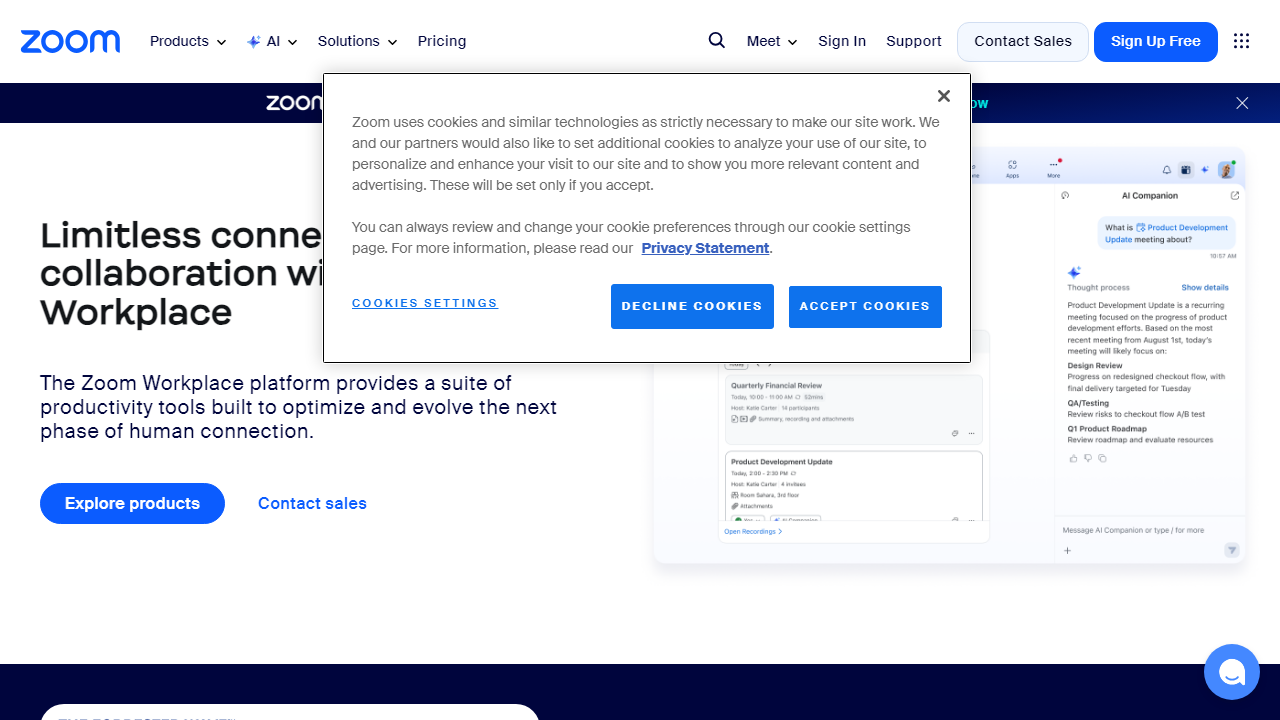 zoom
Products
AI
Solutions
Pricing
Meet
Sign In
Support
Contact Sales
Sign Up Free
zoom
Zoom uses cookies and similar technologies as strictly necessary to make our site work. We
and our partners would also like to set additional cookies to analyze your use of our site, to
personalize and enhance your visit to our site and to show you more relevant content and
advertising. These will be set only if you accept.
You can always review and change your cookie preferences through our cookie settings
page. For more information, please read our Privacy Statement.
COOKIES SETTINGS
DECLINE COOKIES
ACCEPT COOKIES
Limitless conne
collaboration wi
Workplace
The Zoom Workplace platform provides a suite of
productivity tools built to optimize and evolve the next
phase of human connection.
Explore products
Contact sales
Apps
More
AI Companion
What is Product Development
Update meeting about?
10:57 AM
Thought process
Show details
Product Development Update is a recurring
meeting focused on the progress of product
development efforts. Based on the most
recent meeting from August 1st, today's
meeting will likely focus on:
Design Review
Progress on redesigned checkout flow, with
final delivery targeted for Tuesday
QA/Testing
Review risks to checkout flow A/B test
Q1 Product Roadmap
Review roadmap and evaluate resources
Message AI Companion or type / for more
Today
Quarterly Financial Review
Today, 10:00 - 11:00 AM 52mins
Host: Katie Carter · 14 participants
Summary, recording and attachments
Product Development Update
Today, 2:00 - 2:30 PM
Host: Katie Carter · 4 invitees
Room Sahara, 3rd floor
Attachments
Yes
AI Companion
Open Recordings